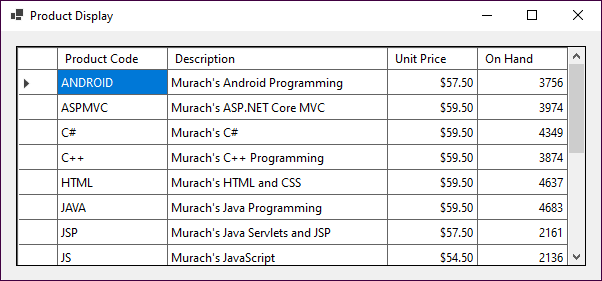 Product Display
Product Code Description Unit Price On Hand
ANDROID Murach's Android Programming $57.50 3756
ASPMVC Murach's ASP.NET Core MVC $59.50 3974
C# Murach's C# $59.50 4349
C++ Murach's C++ Programming $59.50 3874
HTML Murach's HTML and CSS $59.50 4637
JAVA Murach's Java Programming $59.50 4683
JSP Murach's Java Servlets and JSP $57.50 2161
JS Murach's JavaScript $54.50 2136